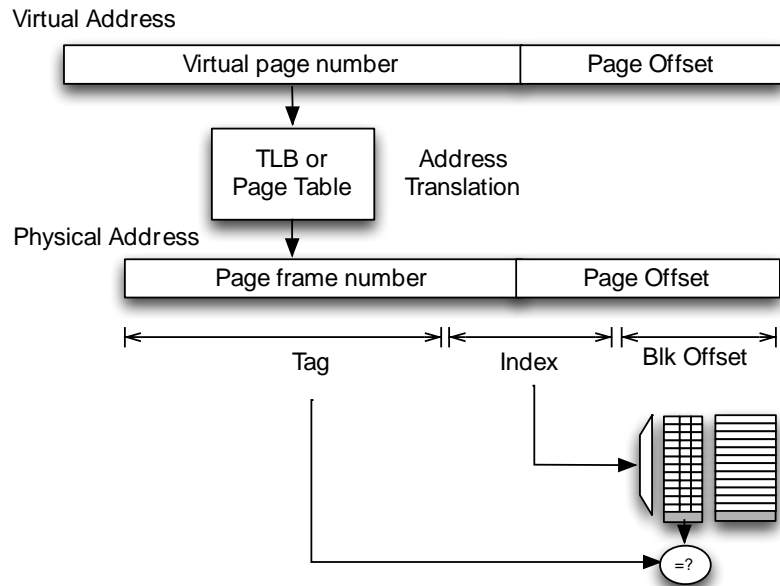 Virtual Address
Virtual page number
Page Offset
TLB or
Page Table
Address
Translation
Physical Address
Page frame number
Page Offset
Tag
Index
Blk Offset
=?